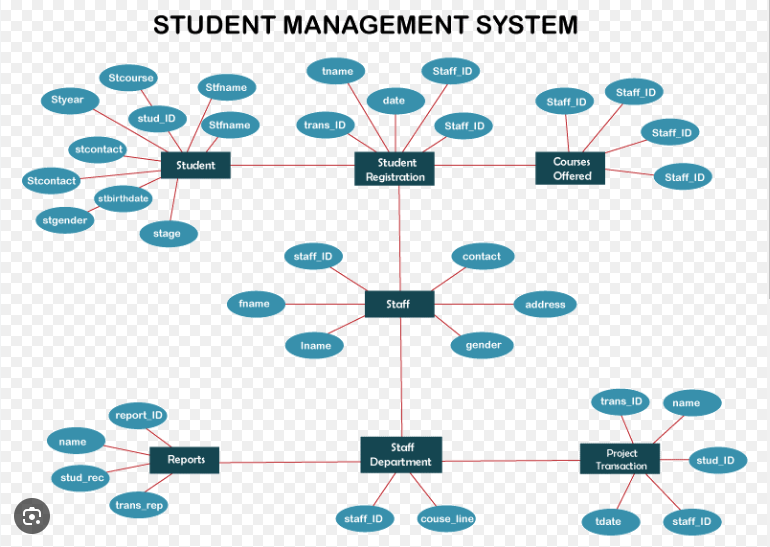 STUDENT MANAGEMENT SYSTEM
Stcourse
Styear
Stfname
stud_ID
Stfname
stcontact
Stcontact
stbirthdate
stgender
stage
Student
tname
Staff_ID
date
trans_ID
Staff_ID
Student
Registration
Staff_ID
Staff_ID
Staff_ID
Staff_ID
Courses
Offered
staff_ID
contact
fname
Staff
address
lname
gender
report_ID
name
stud_rec
trans_rep
Reports
Staff
Department
staff_ID
couse_line
trans_ID
name
Project
Transaction
stud_ID
tdate
staff_ID